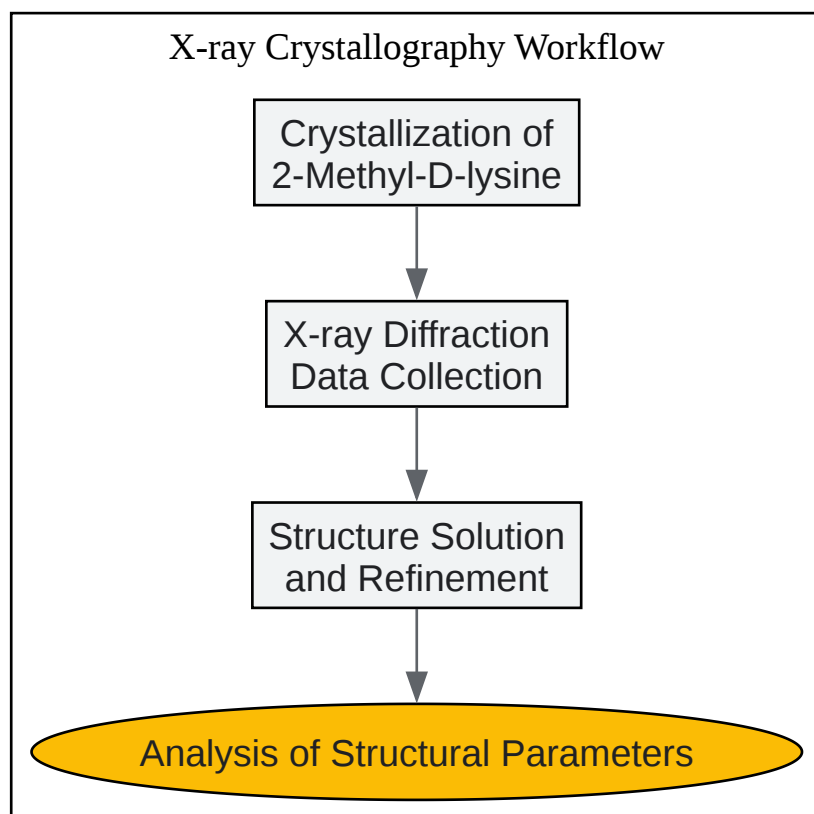 X-ray Crystallography Workflow
Crystallization of
2-Methyl-D-lysine
X-ray Diffraction
Data Collection
Structure Solution
and Refinement
Analysis of Structural Parameters